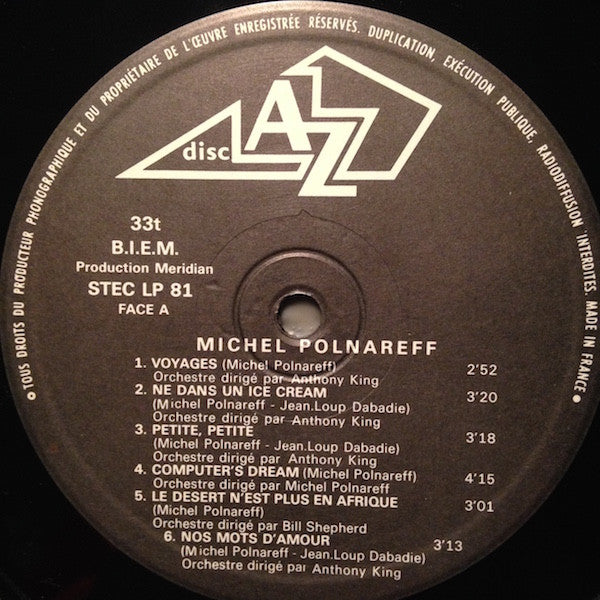 • TOUS DROITS DU PRODUCTEUR PHONOGRAPHIQUE ET DU PROPRIÉTAIRE DE L'ŒUVRE ENREGISTRÉE RÉSERVÉS. DUPLICATION, EXÉCUTION PUBLIQUE, RADIODIFFUSION INTERDITES. MADE IN FRANCE •
disc AZ
33t
B.I.E.M.
Production Meridian
STEC LP 81
FACE A
MICHEL POLNAREFF
1. VOYAGES (Michel Polnareff) 2'52
Orchestre dirigé par Anthony King
2. NE DANS UN ICE CREAM 3'20
(Michel Polnareff - Jean.Loup Dabadie)
Orchestre dirigé par Anthony King
3. PETITE, PETITE 3'18
(Michel Polnareff - Jean.Loup Dabadie)
Orchestre dirigé par Anthony King
4. COMPUTER'S DREAM (Michel Polnareff) 4'15
Orchestre dirigé par Michel Polnareff
5. LE DESERT N'EST PLUS EN AFRIQUE 3'01
(Michel Polnareff)
Orchestre dirigé par Bill Shepherd
6. NOS MOTS D'AMOUR 3'13
(Michel Polnareff - Jean.Loup Dabadie)
Orchestre dirigé par Anthony King